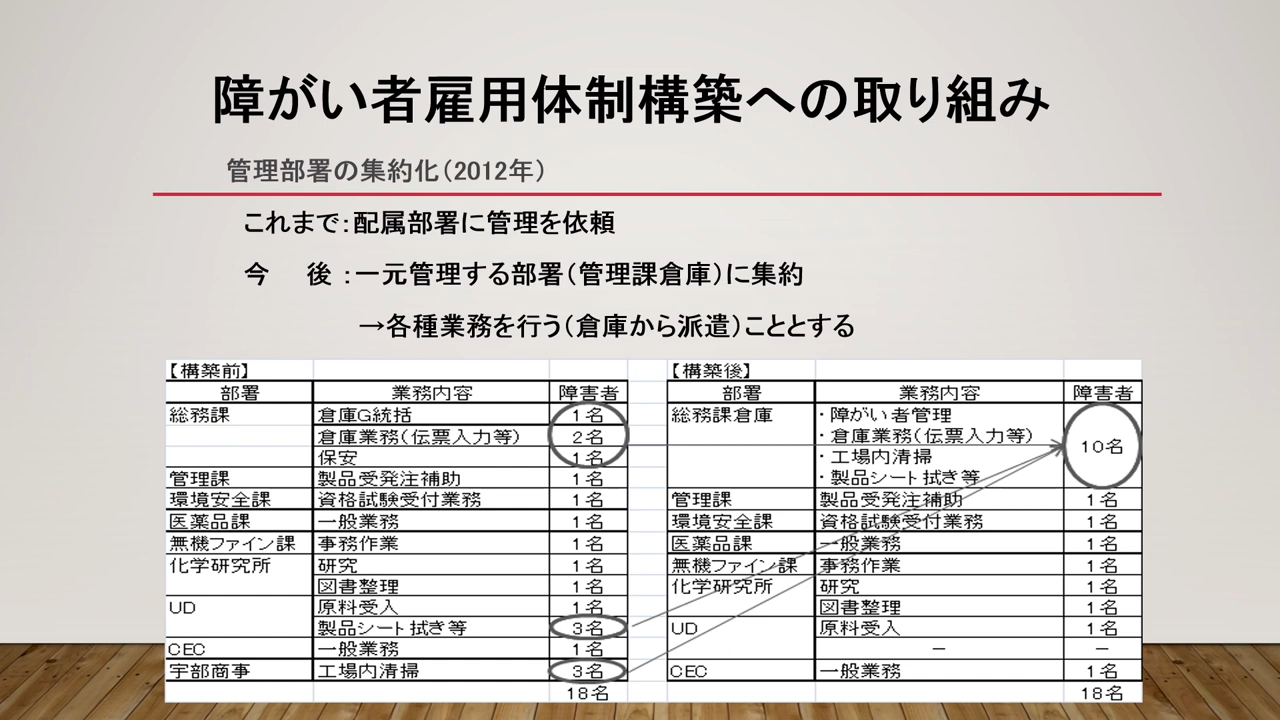 障がい者雇用体制構築への取り組み
管理部署の集約化（2012年）
これまで：配属部署に管理を依頼
今　後：一元管理する部署（管理課倉庫）に集約
→各種業務を行う（倉庫から派遣）こととする
【構築前】
部署 業務内容 障害者
総務課 倉庫G統括 1名
倉庫業務（伝票入力等） 2名
保安 1名
管理課 製品受発注補助 1名
環境安全課 資格試験受付業務 1名
医薬品課 一般業務 1名
無機ファイン課 事務作業 1名
化学研究所 研究 1名
図書整理 1名
UD 原料受入 1名
製品シート拭き等 3名
CEC 一般業務 1名
宇部商事 工場内清掃 3名
18名
【構築後】
部署 業務内容 障害者
総務課倉庫 ・障がい者管理 10名
・倉庫業務（伝票入力等）
・工場内清掃
・製品シート拭き等
管理課 製品受発注補助 1名
環境安全課 資格試験受付業務 1名
医薬品課 一般業務 1名
無機ファイン課 事務作業 1名
化学研究所 研究 1名
図書整理 1名
UD 原料受入 1名
－ －
CEC 一般業務 1名
18名